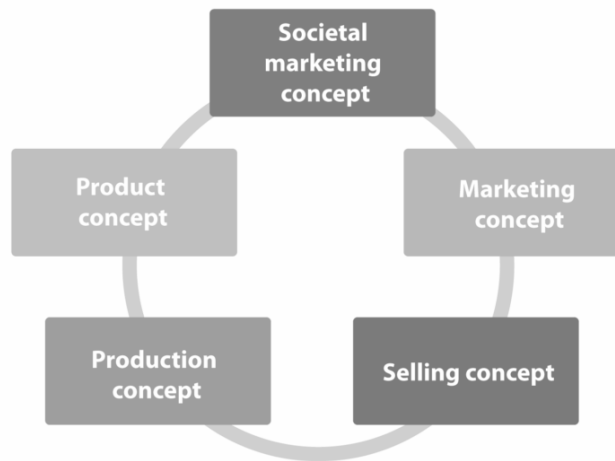 Societal
marketing
concept
Product
concept
Marketing
concept
Production
concept
Selling concept